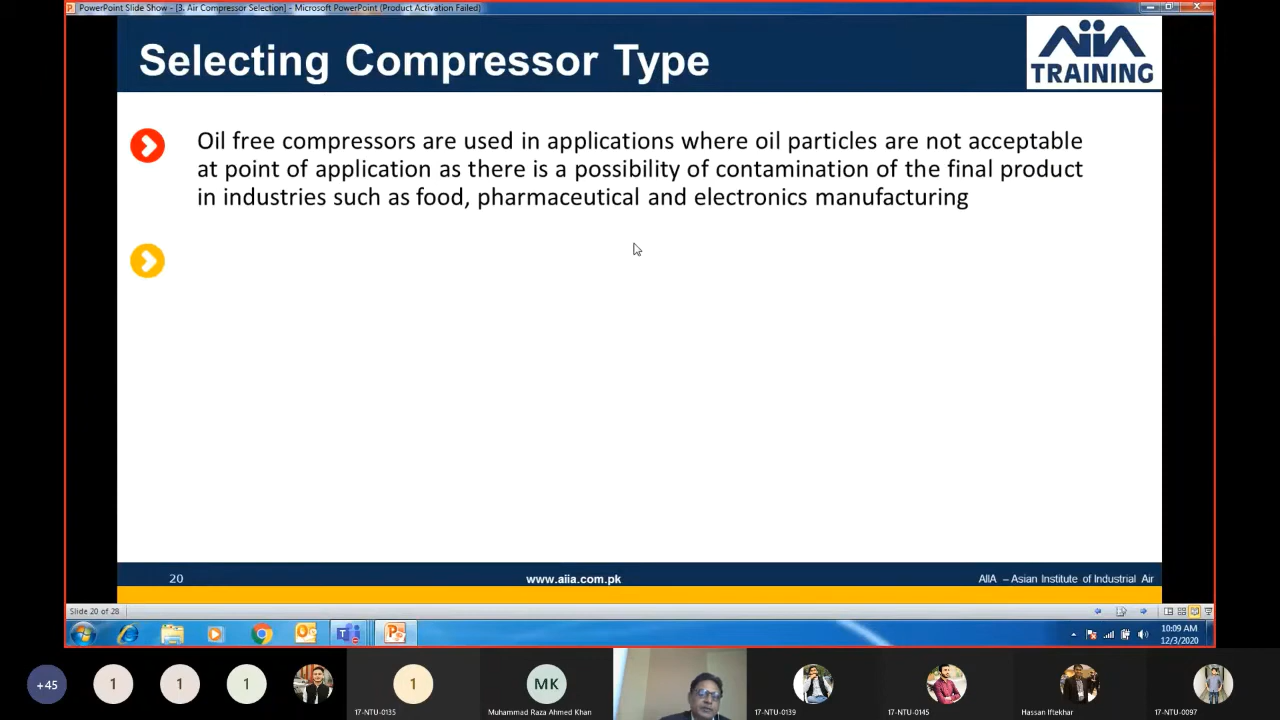 PowerPoint Slide Show - [3. Air Compressor Selection] - Microsoft PowerPoint (Product Activation Failed)
Selecting Compressor Type
AiiA
TRAINING
Oil free compressors are used in applications where oil particles are not acceptable
at point of application as there is a possibility of contamination of the final product
in industries such as food, pharmaceutical and electronics manufacturing
20
www.aiia.com.pk
AIIA – Asian Institute of Industrial Air
Slide 20 of 28
10:09 AM
12/3/2020
+45
1
1
1
1
MK
17-NTU-0135
Muhammad Raza Ahmed Khan
17-NTU-0139
17-NTU-0145
Hassan Iftekhar
17-NTU-0097